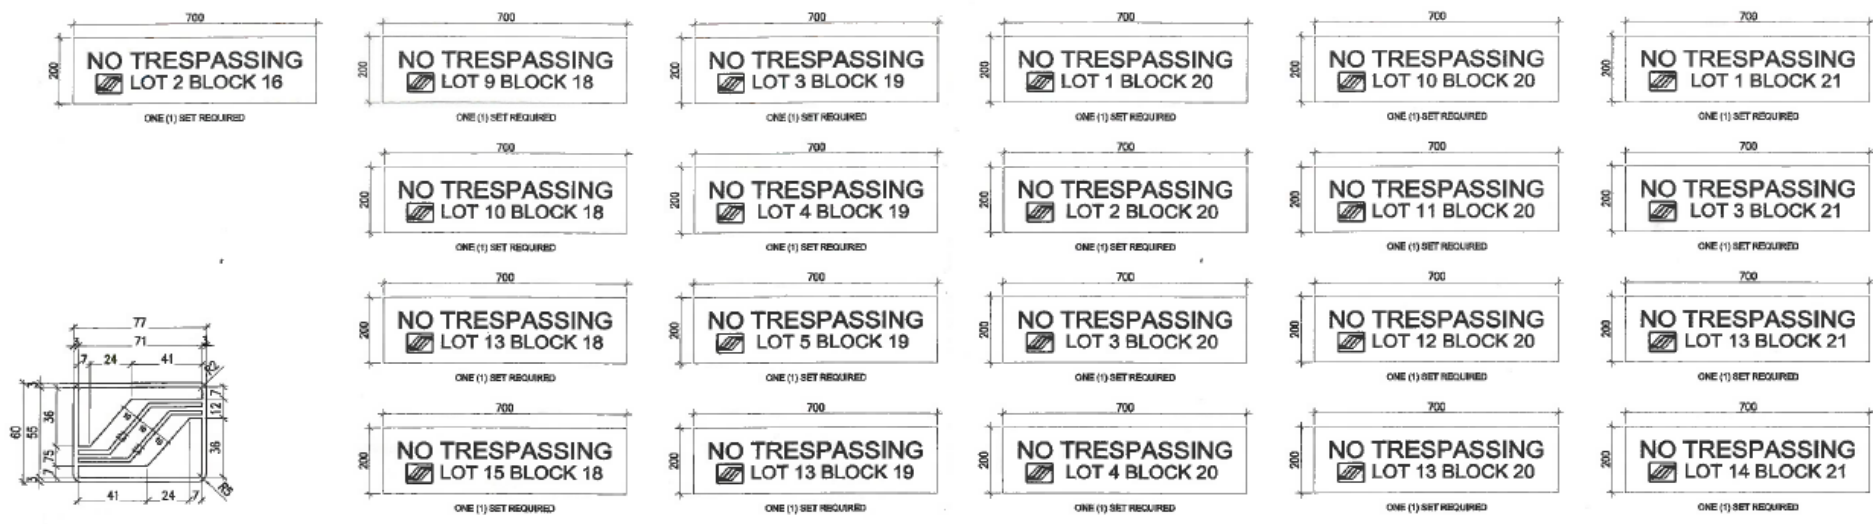 700 700 700 700 700 700
200 NO TRESPASSING 200 NO TRESPASSING 200 NO TRESPASSING 200 NO TRESPASSING 200 NO TRESPASSING 200 NO TRESPASSING
LOT 2 BLOCK 16 LOT 9 BLOCK 18 LOT 3 BLOCK 19 LOT 1 BLOCK 20 LOT 10 BLOCK 20 LOT 1 BLOCK 21
ONE (1) SET REQUIRED ONE (1) SET REQUIRED ONE (1) SET REQUIRED ONE (1) SET REQUIRED ONE (1) SET REQUIRED ONE (1) SET REQUIRED
700 700 700 700 700
200 NO TRESPASSING 200 NO TRESPASSING 200 NO TRESPASSING 200 NO TRESPASSING 200 NO TRESPASSING
LOT 10 BLOCK 18 LOT 4 BLOCK 19 LOT 2 BLOCK 20 LOT 11 BLOCK 20 LOT 3 BLOCK 21
ONE (1) SET REQUIRED ONE (1) SET REQUIRED ONE (1) SET REQUIRED ONE (1) SET REQUIRED ONE (1) SET REQUIRED
700 700 700 700 700
200 NO TRESPASSING 200 NO TRESPASSING 200 NO TRESPASSING 200 NO TRESPASSING 200 NO TRESPASSING
LOT 13 BLOCK 18 LOT 5 BLOCK 19 LOT 3 BLOCK 20 LOT 12 BLOCK 20 LOT 13 BLOCK 21
ONE (1) SET REQUIRED ONE (1) SET REQUIRED ONE (1) SET REQUIRED ONE (1) SET REQUIRED ONE (1) SET REQUIRED
700 700 700 700 700
200 NO TRESPASSING 200 NO TRESPASSING 200 NO TRESPASSING 200 NO TRESPASSING 200 NO TRESPASSING
LOT 15 BLOCK 18 LOT 13 BLOCK 19 LOT 4 BLOCK 20 LOT 13 BLOCK 20 LOT 14 BLOCK 21
ONE (1) SET REQUIRED ONE (1) SET REQUIRED ONE (1) SET REQUIRED ONE (1) SET REQUIRED ONE (1) SET REQUIRED
77
3 71 3
7 24 41 R2
3 7
36 12
60 55 36
75
7
3 R5
41 24 7